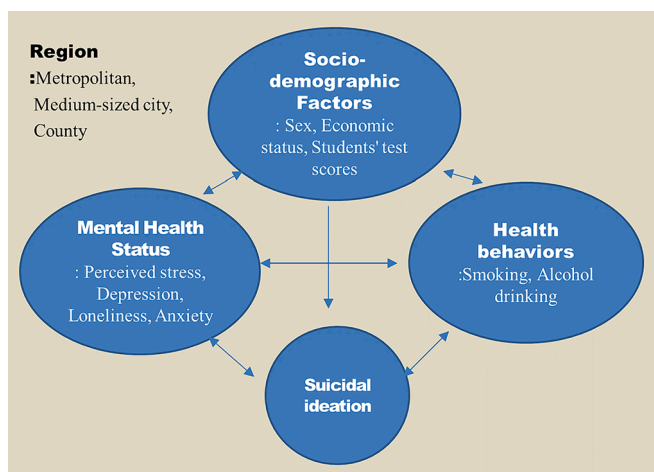 Region
:Metropolitan,
Medium-sized city,
County
Socio-
demographic
Factors
: Sex, Economic
status, Students' test
scores
Mental Health
Status
: Perceived stress,
Depression,
Loneliness, Anxiety
Health
behaviors
:Smoking, Alcohol
drinking
Suicidal
ideation